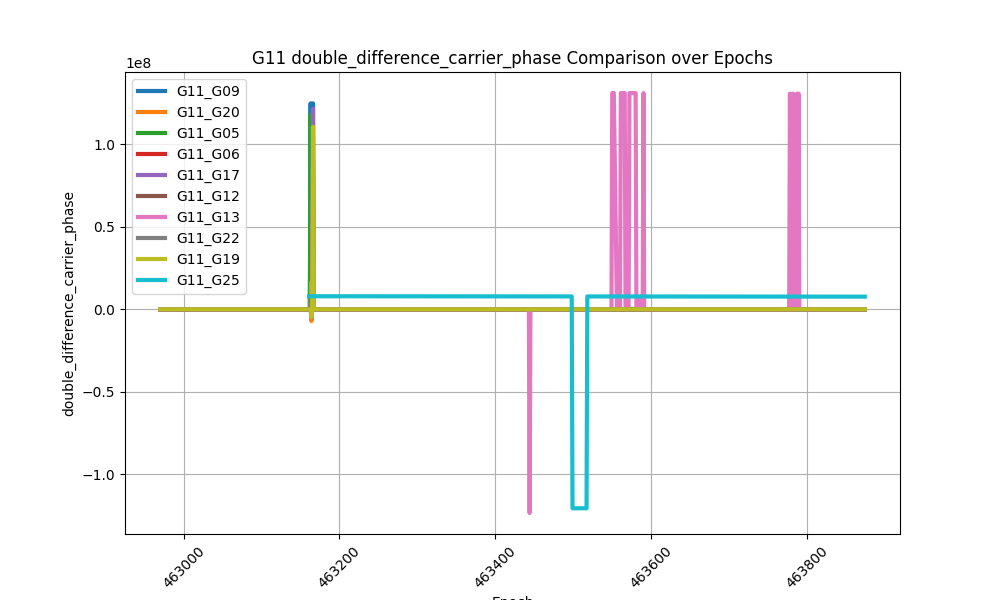 G11 double_difference_carrier_phase Comparison over Epochs
1e8
G11_G09
G11_G20
G11_G05
G11_G06
G11_G17
G11_G12
G11_G13
G11_G22
G11_G19
G11_G25
1.0
0.5
0.0
−0.5
−1.0
double_difference_carrier_phase
463000
463200
463400
463600
463800
Epoch